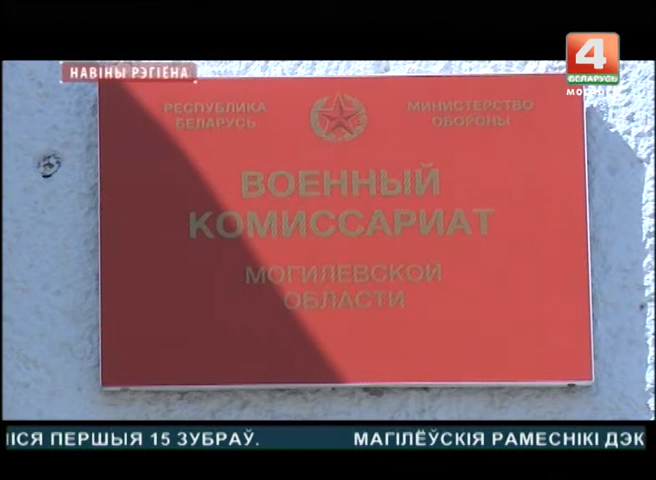 НАВІНЫ РЭГІЁНА
4
БЕЛАРУСЬ
РЕСПУБЛИКА
БЕЛАРУСЬ
МИНИСТЕРСТВО
ОБОРОНЫ
ВОЕННЫЙ
КОМИССАРИАТ
МОГИЛЕВСКОЙ
ОБЛАСТИ
ІСЯ ПЕРШЫЯ 15 ЗУБРАЎ. МАГІЛЁЎСКІЯ РАМЕСНІКІ ДЭК